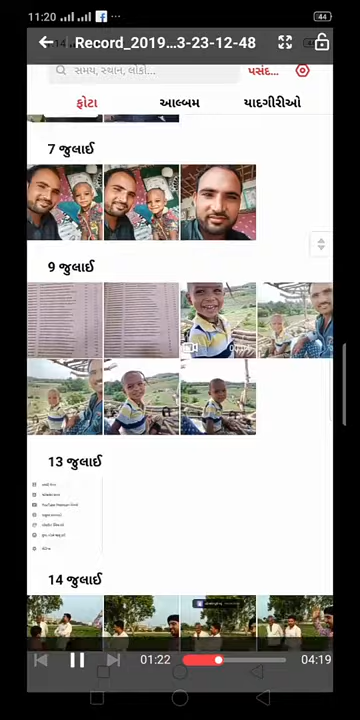 11:20
44
Record_2019...3-23-12-48
સમય, સ્થાન, લોકો...
પસંદ...
ફોટા
આલ્બમ
યાદગીરીઓ
7 જુલાઈ
9 જુલાઈ
13 જુલાઈ
14 જુલાઈ
01:22
04:19